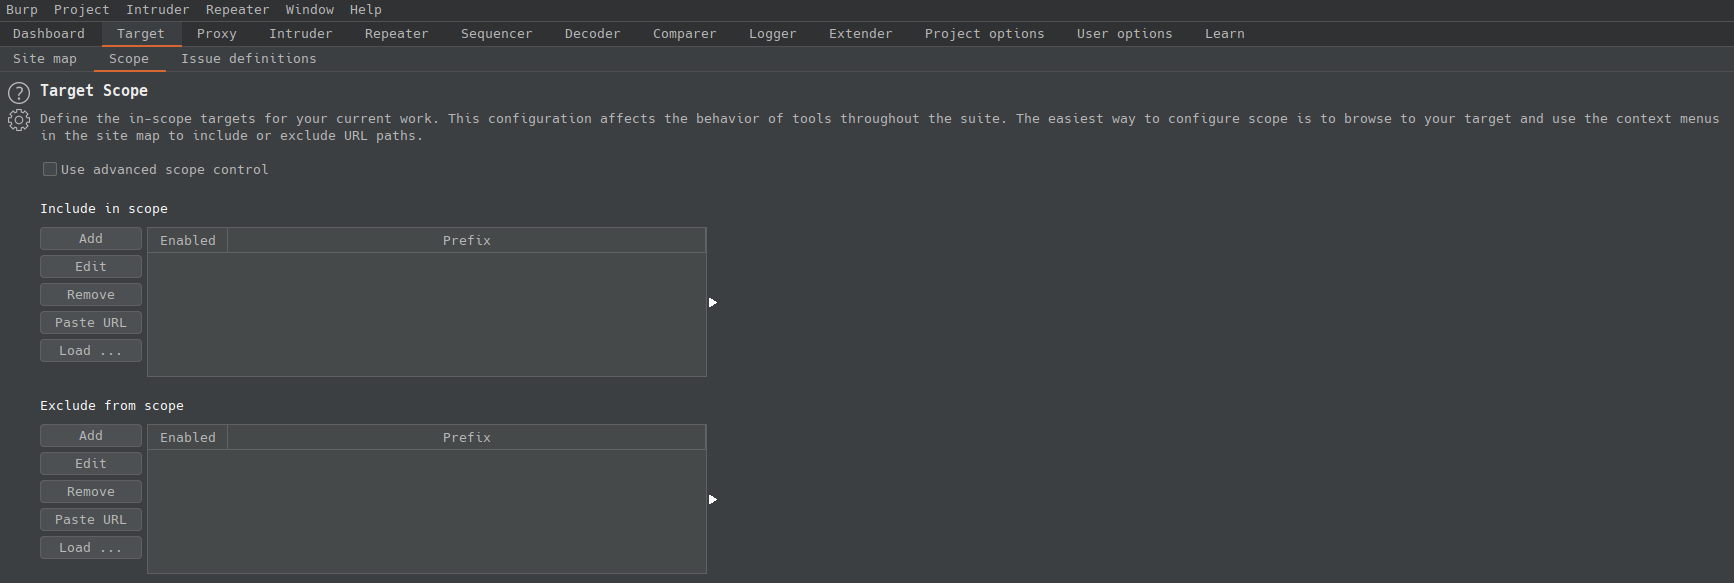 Burp Project Intruder Repeater Window Help
Dashboard Target Proxy Intruder Repeater Sequencer Decoder Comparer Logger Extender Project options User options Learn
Site map Scope Issue definitions
? Target Scope
Define the in-scope targets for your current work. This configuration affects the behavior of tools throughout the suite. The easiest way to configure scope is to browse to your target and use the context menus
in the site map to include or exclude URL paths.
Use advanced scope control
Include in scope
Add Enabled Prefix
Edit
Remove
Paste URL
Load ...
Exclude from scope
Add Enabled Prefix
Edit
Remove
Paste URL
Load ...